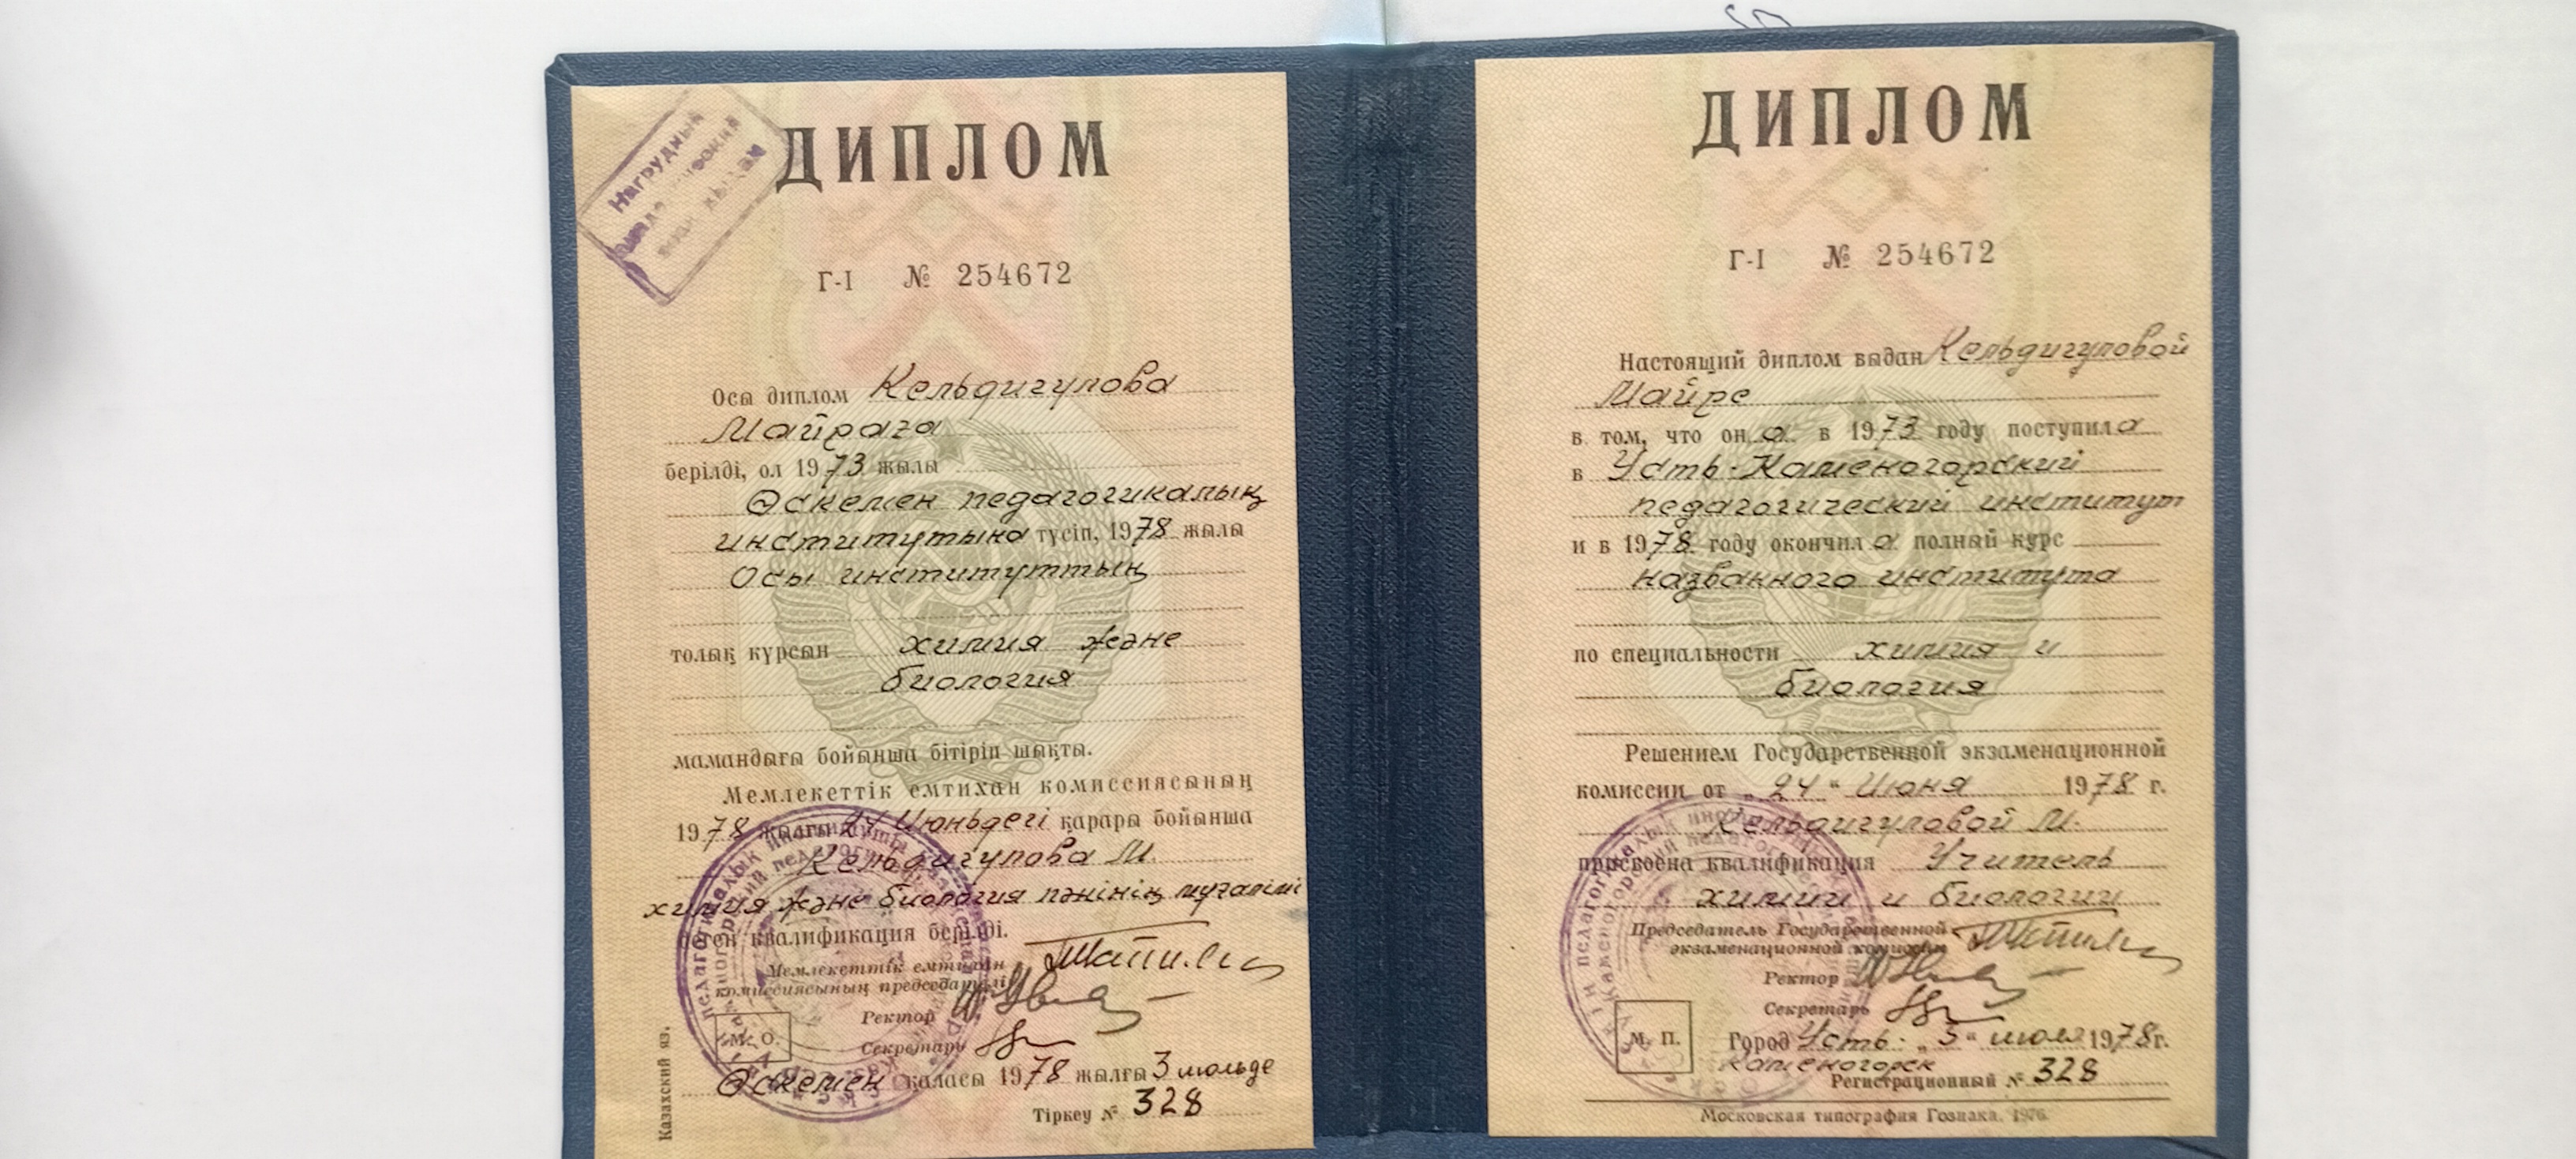 Нагрудный
ДИПЛОМ
Г-I № 254672
Осы диплом Кельдигулова
Майраға
берілді, ол 1973 жылы
Өскемен педагогикалық
институтына түсіп, 1978 жылы
Осы институттың
толық курсын химия және
биология
мамандығы бойынша бітіріп шықты.
Мемлекеттік емтихан комиссиясының
1978 жылғы 24 Июньдегі қарары бойынша
Кельдигулова М.
химия және биология пәнінің мұғалімі
деген квалификация берілді.
Мемлекеттік емтихан
комиссиясының председателі
Ректор
Секретарь
М. О.
Өскемен қаласы 1978 жылғы 3 июльде
Тіркеу № 328
Казахский яз.
ДИПЛОМ
Г-I № 254672
Настоящий диплом выдан Кельдигуловой
Майре
в том, что она в 1973 году поступила
в Усть-Каменогорский
педагогический институт
и в 1978 году окончила полный курс
названного института
по специальности химия и
биология
Решением Государственной экзаменационной
комиссии от „24“ Июня 1978 г.
Кельдигуловой М.
присвоена квалификация Учитель
химии и биологии
Председатель Государственной
экзаменационной комиссии
Ректор
Секретарь
М. П.
Город Усть- „3“ июля 1978г.
Каменогорск
Регистрационный № 328
Московская типография Гознака. 1976.